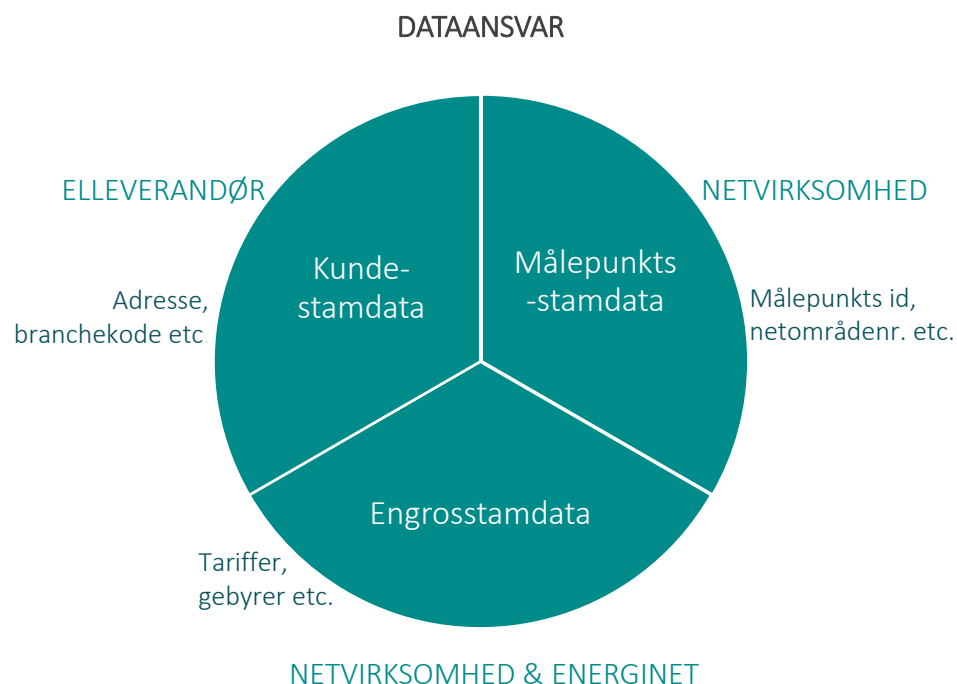 DATAANSVAR
ELLEVERANDØR
NETVIRKSOMHED
Kunde-
stamdata
Målepunkts
-stamdata
Adresse,
branchekode etc.
Målepunkts id,
netområdenr. etc.
Engrosstamdata
Tariffer,
gebyrer etc.
NETVIRKSOMHED & ENERGINET